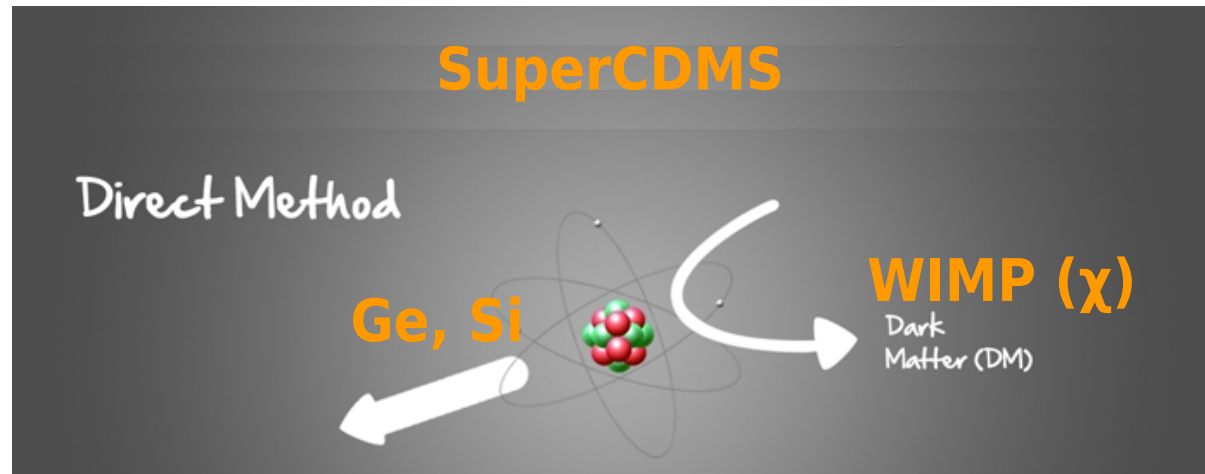 SuperCDMS
Direct Method
WIMP (χ)
Ge, Si
Dark
Matter (DM)